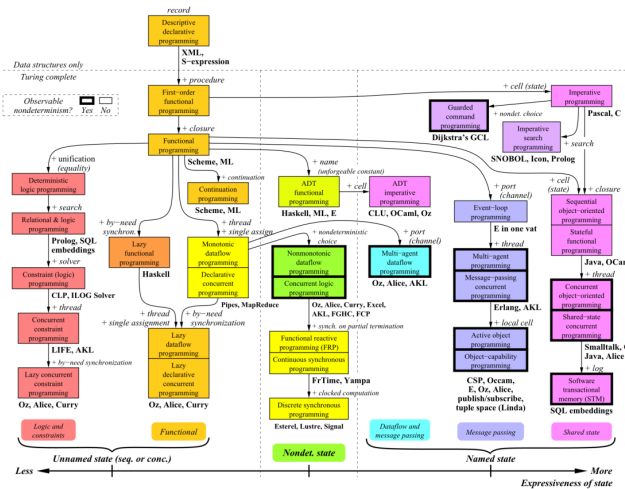 record
Descriptive
declarative
programming
XML,
S−expression
Data structures only
Turing complete
+ procedure
+ cell (state)
Observable
nondeterminism?
Yes
No
First−order
functional
programming
Imperative
programming
Pascal, C
+ nondet. choice
Guarded
command
programming
Dijkstra's GCL
+ search
Imperative search
programming
SNOBOL, Icon, Prolog
+ closure
Functional
programming
Scheme, ML
+ unification
(equality)
+ continuation
+ name
(unforgeable constant)
+ port
(channel)
+ cell
(state)
+ closure
Deterministic
logic programming
Continuation
programming
Scheme, ML
ADT
functional
programming
Haskell, ML, E
+ cell
ADT
imperative
programming
CLU, OCaml, Oz
Event−loop
programming
E in one vat
Sequential
object−oriented
programming
Stateful
functional
programming
Java, OCa
+ search
Relational & logic
programming
Prolog, SQL
embeddings
+ by−need
synchron.
+ thread
+ single assign.
+ nondeterministic
choice
+ port
(channel)
+ thread
+ thread
Lazy
functional
programming
Haskell
Monotonic
dataflow
programming
Declarative
concurrent
programming
Pipes, MapReduce
Nonmonotonic
dataflow
programming
Concurrent logic
programming
Oz, Alice, Curry, Excel,
AKL, FGHC, FCP
Multi−agent
dataflow
programming
Oz, Alice, AKL
Multi−agent
programming
Message−passing
concurrent
programming
Erlang, AKL
Concurrent
object−oriented
programming
Shared−state
concurrent
programming
Smalltalk,
Java, Alice
+ solver
Constraint (logic)
programming
CLP, ILOG Solver
+ thread
Concurrent
constraint
programming
LIFE, AKL
+ by−need synchronization
Lazy concurrent
constraint
programming
Oz, Alice, Curry
+ thread
+ single assignment
+ by−need
synchronization
Lazy
dataflow
programming
Lazy
declarative
concurrent
programming
Oz, Alice, Curry
+ synch. on partial termination
Functional reactive
programming (FRP)
Continuous synchronous
programming
FrTime, Yampa
+ clocked computation
Discrete synchronous
programming
Esterel, Lustre, Signal
+ local cell
Active object
programming
Object−capability
programming
CSP, Occam,
E, Oz, Alice,
publish/subscribe,
tuple space (Linda)
+ log
Software
transactional
memory (STM)
SQL embeddings
Logic and
constraints
Functional
Nondet. state
Dataflow and
message passing
Message passing
Shared state
Unnamed state (seq. or conc.)
Named state
Less
More
Expressiveness of state